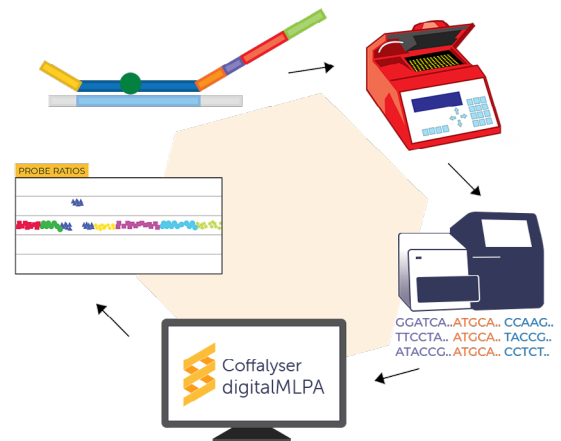 PROBE RATIOS
GGATCA..ATGCA.. CCAAG..
TTCCTA.. ATGCA.. TACCG..
ATACCG..ATGCA.. CCTCT..
Coffalyser
digitalMLPA